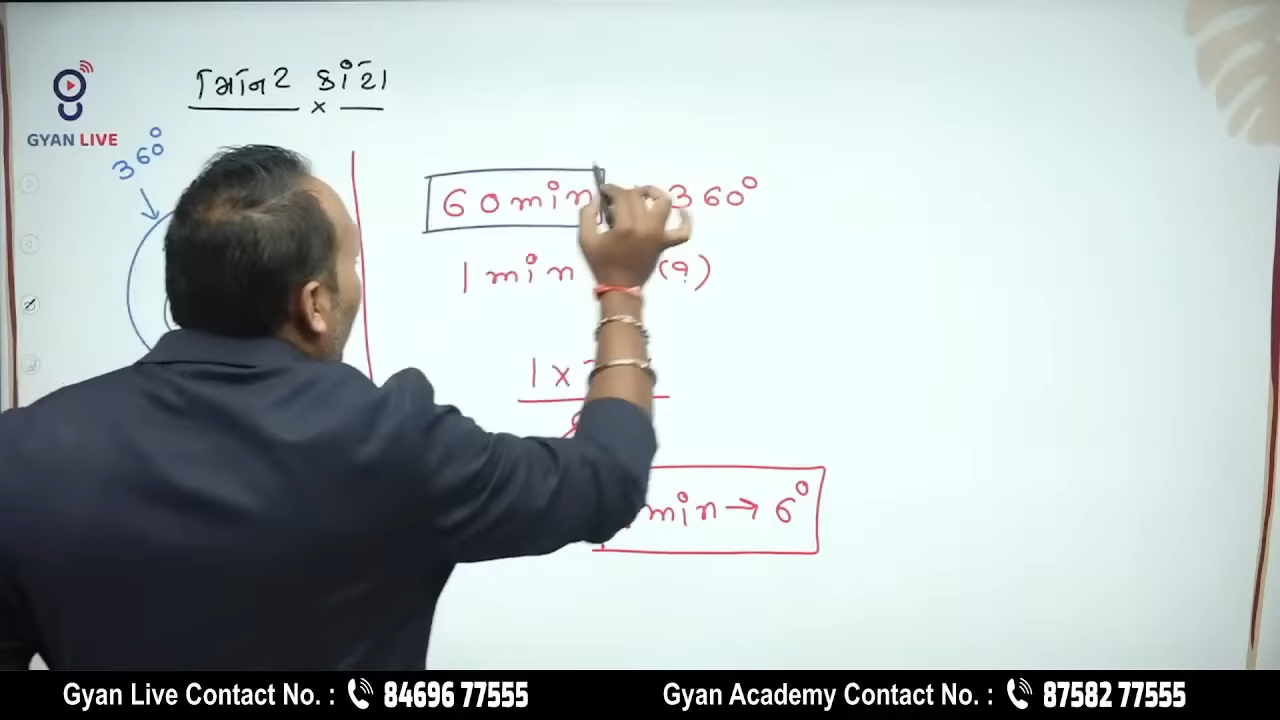 મિનિટ કાંટા
×
GYAN LIVE
360°
60 min 360°
1 min (?)
1 ×
min → 6°
Gyan Live Contact No. : 84696 77555
Gyan Academy Contact No. : 87582 77555